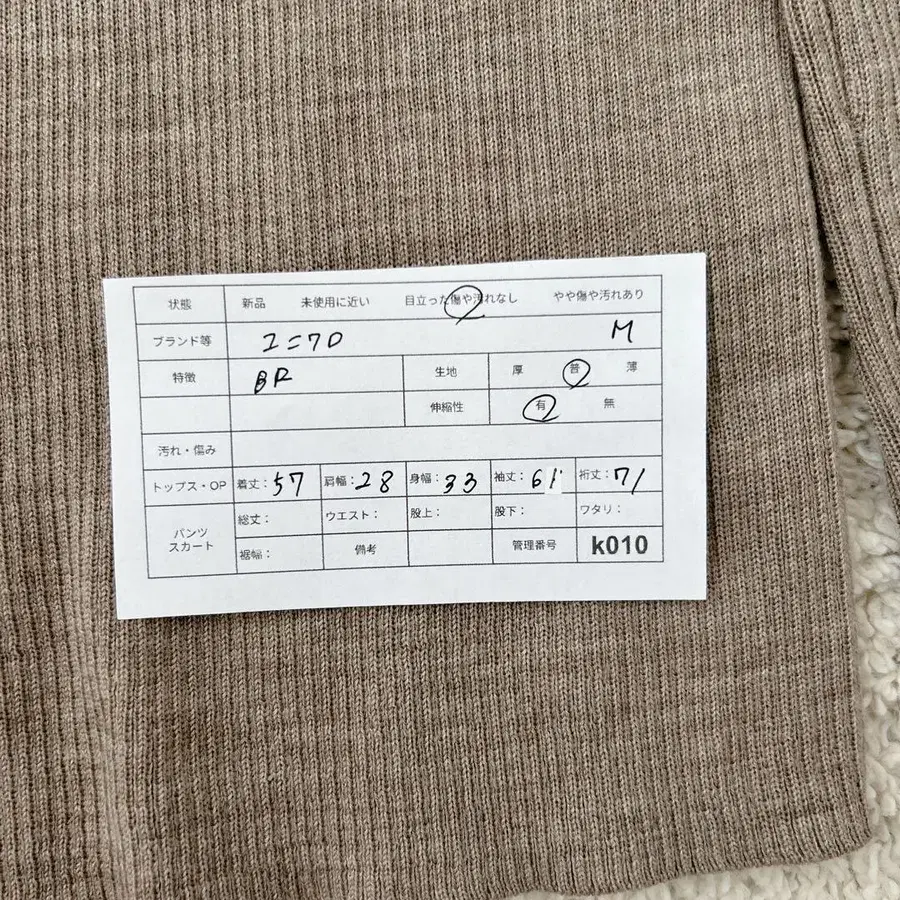 状態 新品 未使用に近い 目立った傷や汚れなし やや傷や汚れあり
ブランド等 ユニクロ M
特徴 BR 生地 厚 普 薄
伸縮性 有 無
汚れ・傷み
トップス・OP 着丈：57 肩幅：28 身幅：33 袖丈：61 裄丈：71
パンツ スカート 総丈： ウエスト： 股上： 股下： ワタリ：
裾幅： 備考 管理番号 k010